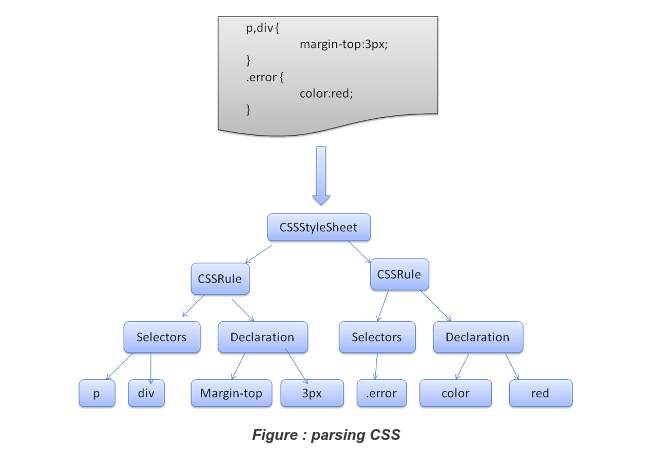 p,div {
margin-top:3px;
}
.error {
color:red;
}
CSSStyleSheet
CSSRule CSSRule
Selectors Declaration Selectors Declaration
p div Margin-top 3px .error color red
Figure : parsing CSS